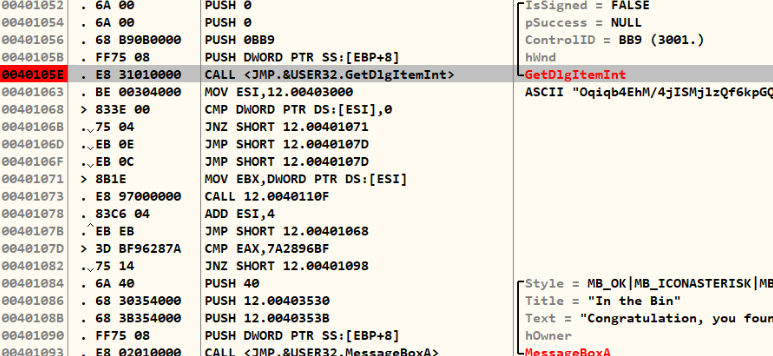 00401052 . 6A 00 PUSH 0 IsSigned = FALSE
00401054 . 6A 00 PUSH 0 pSuccess = NULL
00401056 . 68 B90B0000 PUSH 0BB9 ControlID = BB9 (3001.)
0040105B . FF75 08 PUSH DWORD PTR SS:[EBP+8] hWnd
0040105E . E8 31010000 CALL <JMP.&USER32.GetDlgItemInt> GetDlgItemInt
00401063 . BE 00304000 MOV ESI,12.00403000 ASCII "Oqiqb4EhM/4jISMjlzQf6kpGQ
00401068 > 833E 00 CMP DWORD PTR DS:[ESI],0
0040106B . 75 04 JNZ SHORT 12.00401071
0040106D . EB 0E JMP SHORT 12.0040107D
0040106F . EB 0C JMP SHORT 12.0040107D
00401071 > 8B1E MOV EBX,DWORD PTR DS:[ESI]
00401073 . E8 97000000 CALL 12.0040110F
00401078 . 83C6 04 ADD ESI,4
0040107B .^ EB EB JMP SHORT 12.00401068
0040107D > 3D BF96287A CMP EAX,7A2896BF
00401082 . 75 14 JNZ SHORT 12.00401098
00401084 . 6A 40 PUSH 40 Style = MB_OK|MB_ICONASTERISK|MB
00401086 . 68 30354000 PUSH 12.00403530 Title = "In the Bin"
0040108B . 68 3B354000 PUSH 12.0040353B Text = "Congratulation, you foun
00401090 . FF75 08 PUSH DWORD PTR SS:[EBP+8] hOwner
00401093 . E8 02010000 CALL <JMP.&USER32.MessageBoxA> MessageBoxA